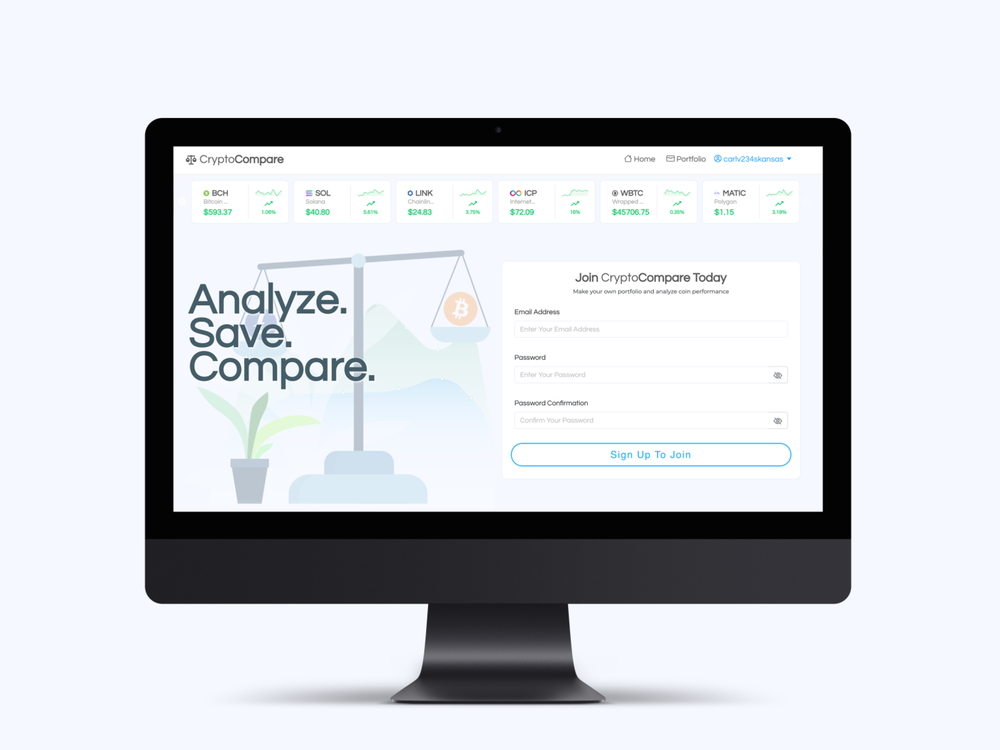 CryptoCompare
Home
Portfolio
carlv234skansas
BCH
Bitcoin ...
$593.37
1.06%
SOL
Solana
$40.80
5.81%
LINK
Chainlin...
$24.83
3.75%
ICP
Internet...
$72.09
18%
WBTC
Wrapped ...
$45706.75
0.35%
MATIC
Polygon
$1.15
3.19%
Analyze.
Save.
Compare.
Join CryptoCompare Today
Make your own portfolio and analyze coin performance
Email Address
Enter Your Email Address
Password
Enter Your Password
Password Confirmation
Confirm Your Password
Sign Up To Join